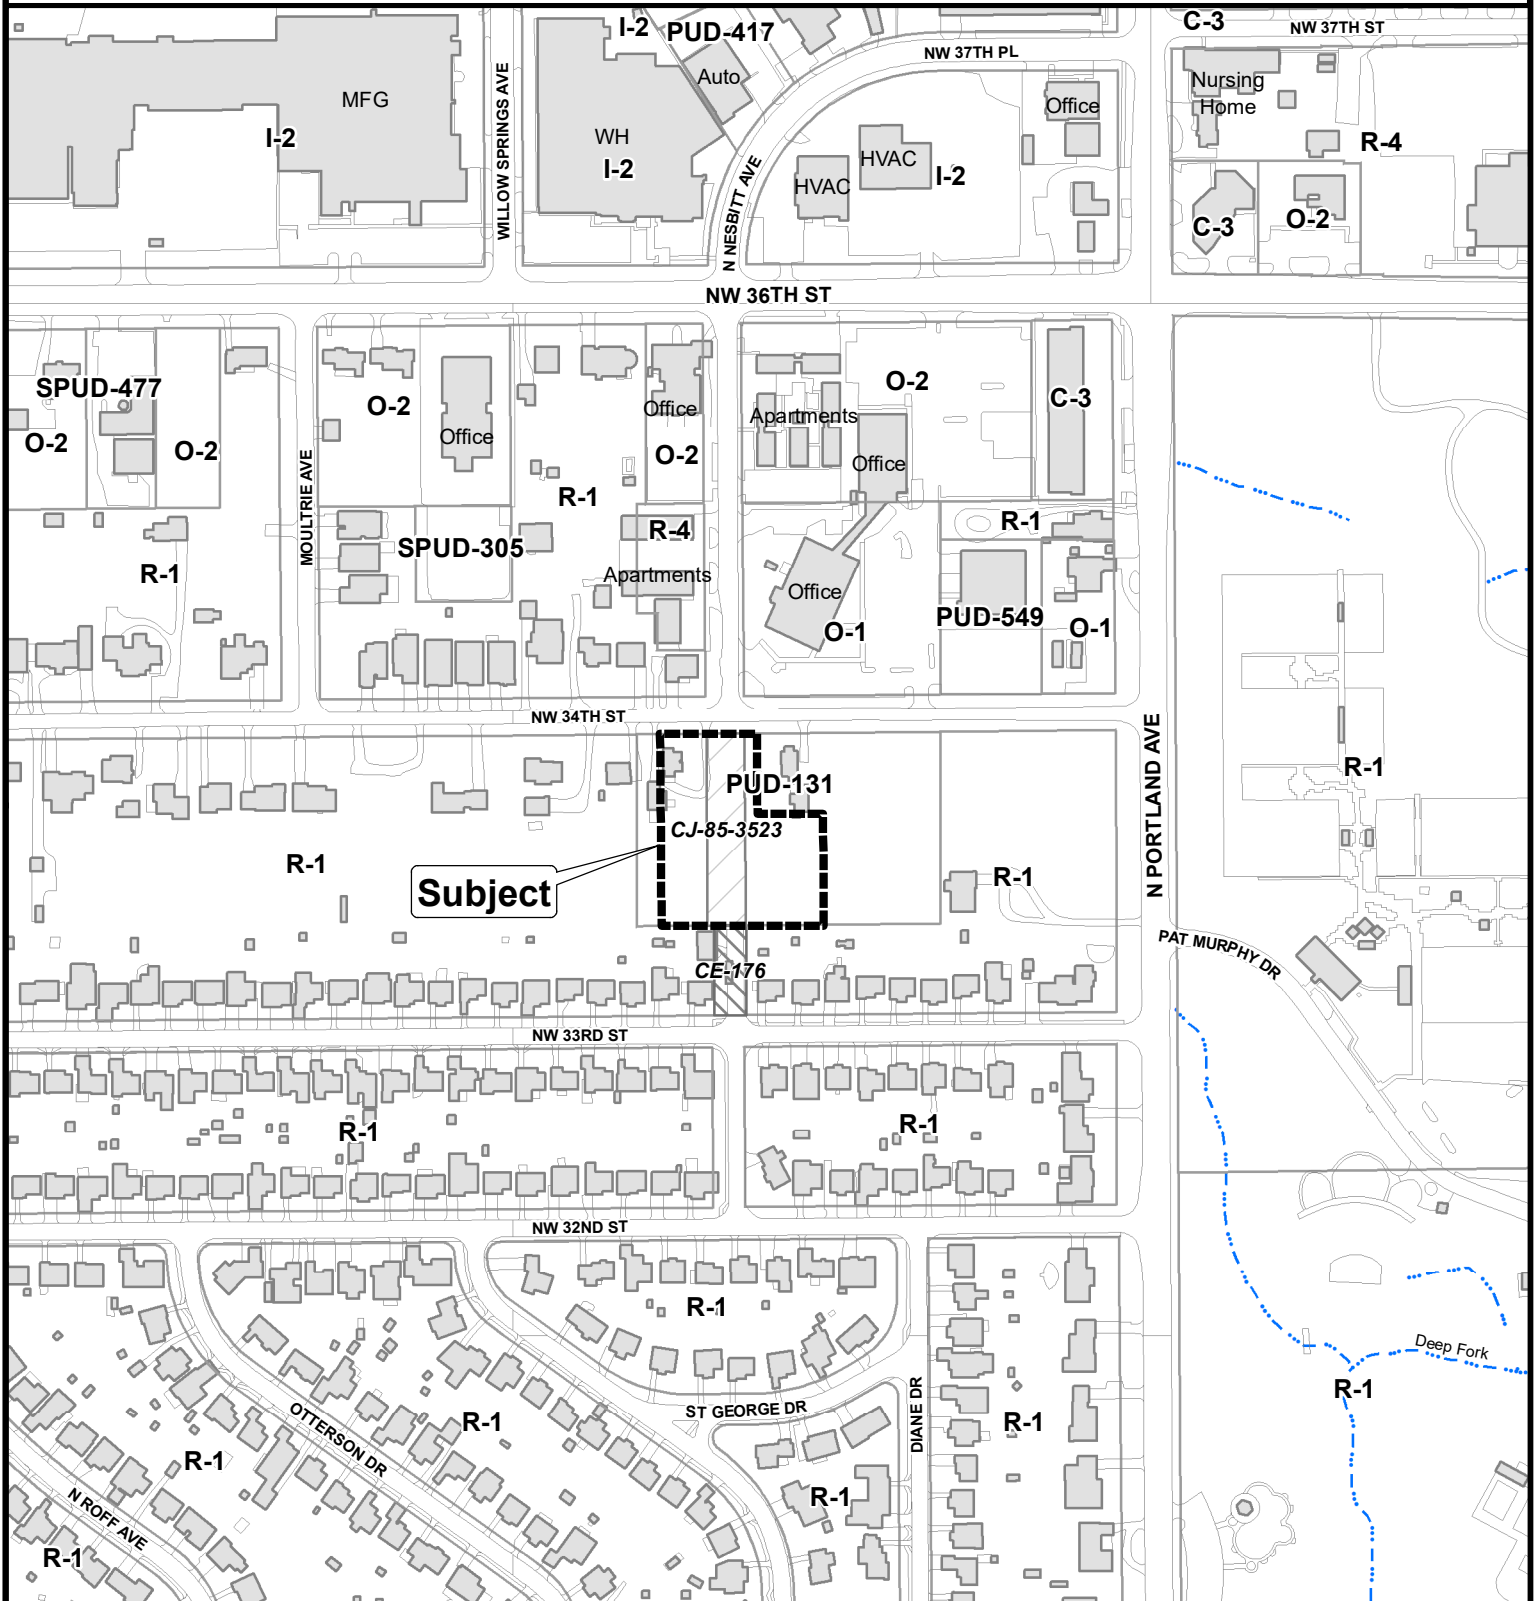 C-3
I-2
PUD-417
NW 37TH ST
NW 37TH PL
Auto
Nursing
Home
MFG
Office
WILLOW SPRINGS AVE
WH
I-2
I-2
R-4
HVAC
HVAC
I-2
N NESBITT AVE
C-3
O-2
NW 36TH ST
SPUD-477
O-2
O-2
O-2
C-3
Office
Apartments
Office
O-2
O-2
Office
MOULTRIE AVE
R-1
R-4
R-1
SPUD-305
R-1
Apartments
Office
PUD-549
O-1
O-1
NW 34TH ST
N PORTLAND AVE
R-1
PUD-131
CJ-85-3523
R-1
Subject
R-1
PAT MURPHY DR
CE-176
NW 33RD ST
R-1
R-1
NW 32ND ST
R-1
Deep Fork
R-1
ST GEORGE DR
DIANE DR
OTTERSON DR
R-1
R-1
R-1
N ROFF AVE
R-1
R-1